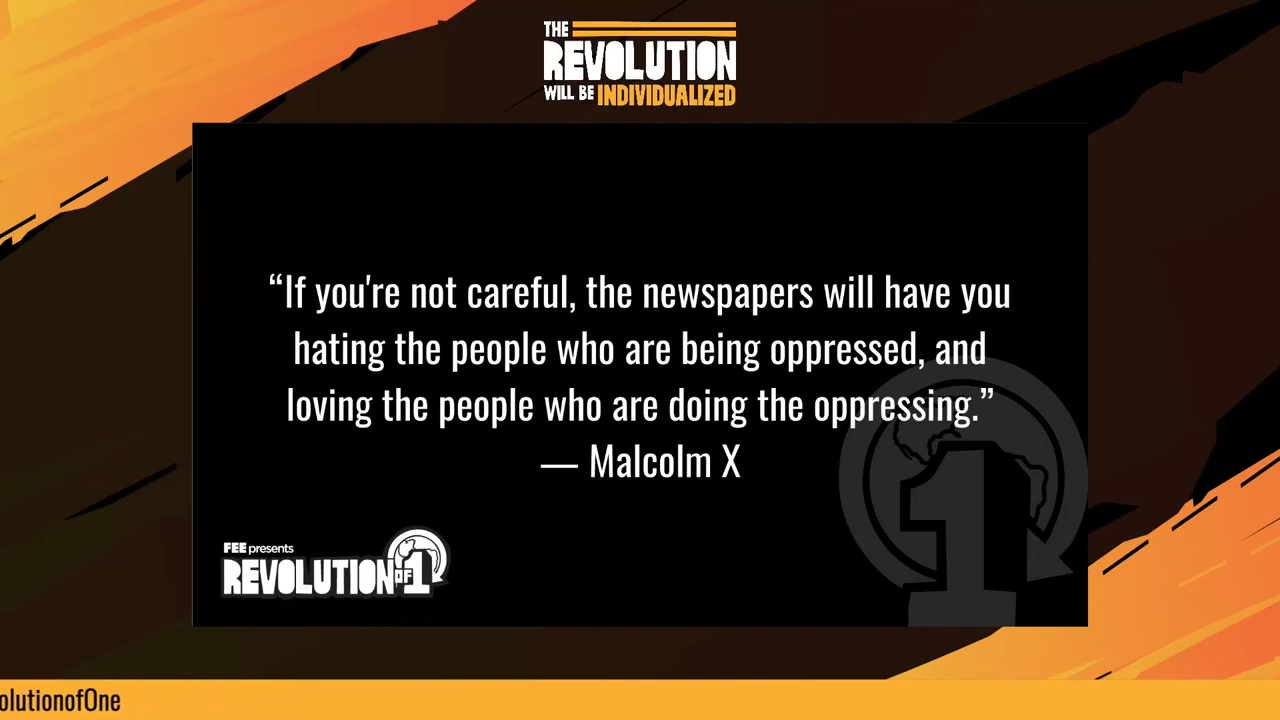 THE
REVOLUTION
WILL BE INDIVIDUALIZED
“If you're not careful, the newspapers will have you
hating the people who are being oppressed, and
loving the people who are doing the oppressing.”
— Malcolm X
FEE presents
REVOLUTION OF 1
1
olutionofOne